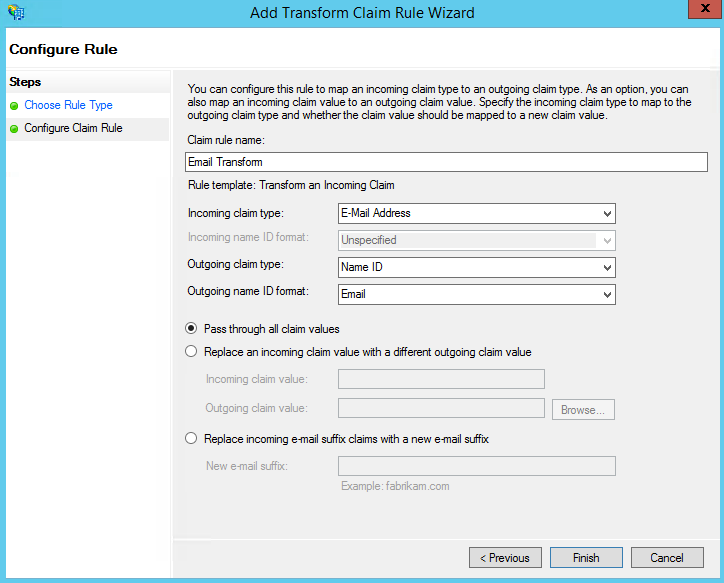 Add Transform Claim Rule Wizard
x
Configure Rule
Steps
Choose Rule Type
Configure Claim Rule
You can configure this rule to map an incoming claim type to an outgoing claim type. As an option, you can
also map an incoming claim value to an outgoing claim value. Specify the incoming claim type to map to the
outgoing claim type and whether the claim value should be mapped to a new claim value.
Claim rule name:
Email Transform
Rule template: Transform an Incoming Claim
Incoming claim type: E-Mail Address
Incoming name ID format: Unspecified
Outgoing claim type: Name ID
Outgoing name ID format: Email
Pass through all claim values
Replace an incoming claim value with a different outgoing claim value
Incoming claim value:
Outgoing claim value: Browse...
Replace incoming e-mail suffix claims with a new e-mail suffix
New e-mail suffix:
Example: fabrikam.com
< Previous Finish Cancel